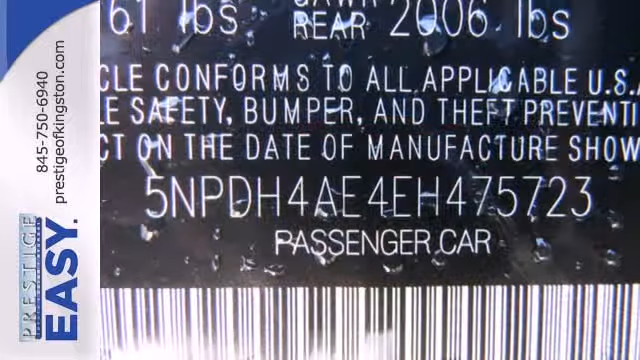 61 lbs REAR 2006 lbs
CLE CONFORMS TO ALL APPLICABLE U.S.
E SAFETY, BUMPER, AND THEFT PREVENTI
CT ON THE DATE OF MANUFACTURE SHOW
5NPDH4AE4EH475723
PASSENGER CAR
845-750-6940
prestigeofkingston.com
PRESTIGE
EASY.